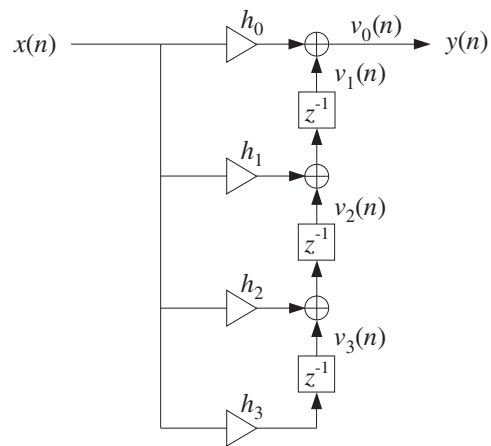 x(n) h₀ v₀(n) y(n)
v₁(n)
z⁻¹
h₁
v₂(n)
z⁻¹
h₂
v₃(n)
z⁻¹
h₃